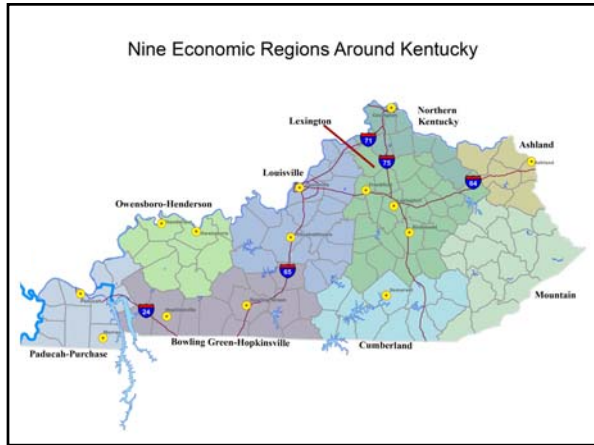 Nine Economic Regions Around Kentucky
Northern
Kentucky
Lexington
71
Ashland
75
Louisville
64
Owensboro-Henderson
65
Mountain
24
Bowling Green-Hopkinsville
Cumberland
Paducah-Purchase